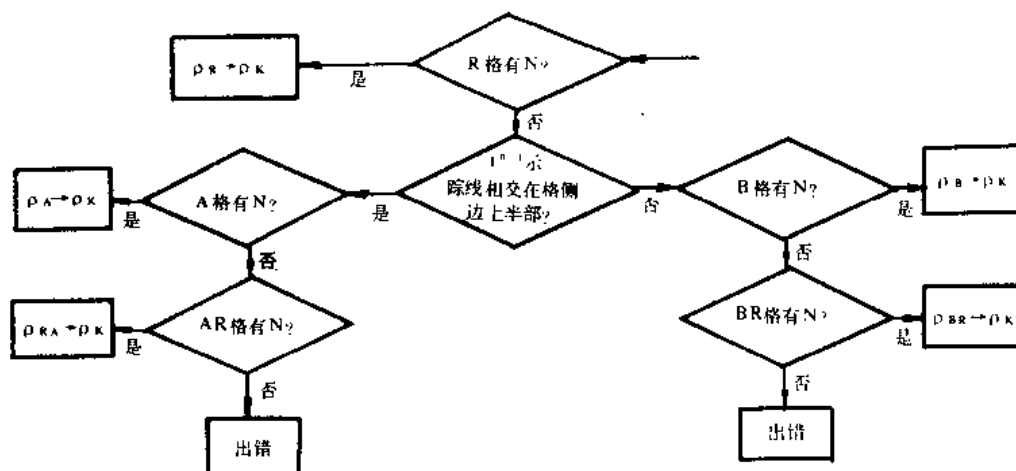 R格有N?
ρR→ρK
是
否
示
踪线相交在格侧
边上半部?
A格有N?
B格有N?
ρA→ρK
ρB→ρK
是
是
否
是
否
否
AR格有N?
BR格有N?
ρRA→ρK
ρBR→ρK
是
是
否
否
出错
出错